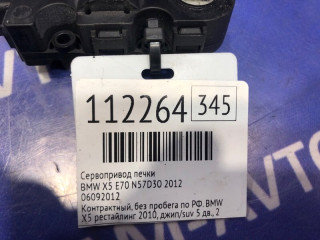 112264 345
Сервопривод печки
BMW X5 E70 N57D30 2012
06092012
Контрактный, без пробега по РФ. BMW
X5 рестайлинг 2010, джип/suv 5 дв., 2